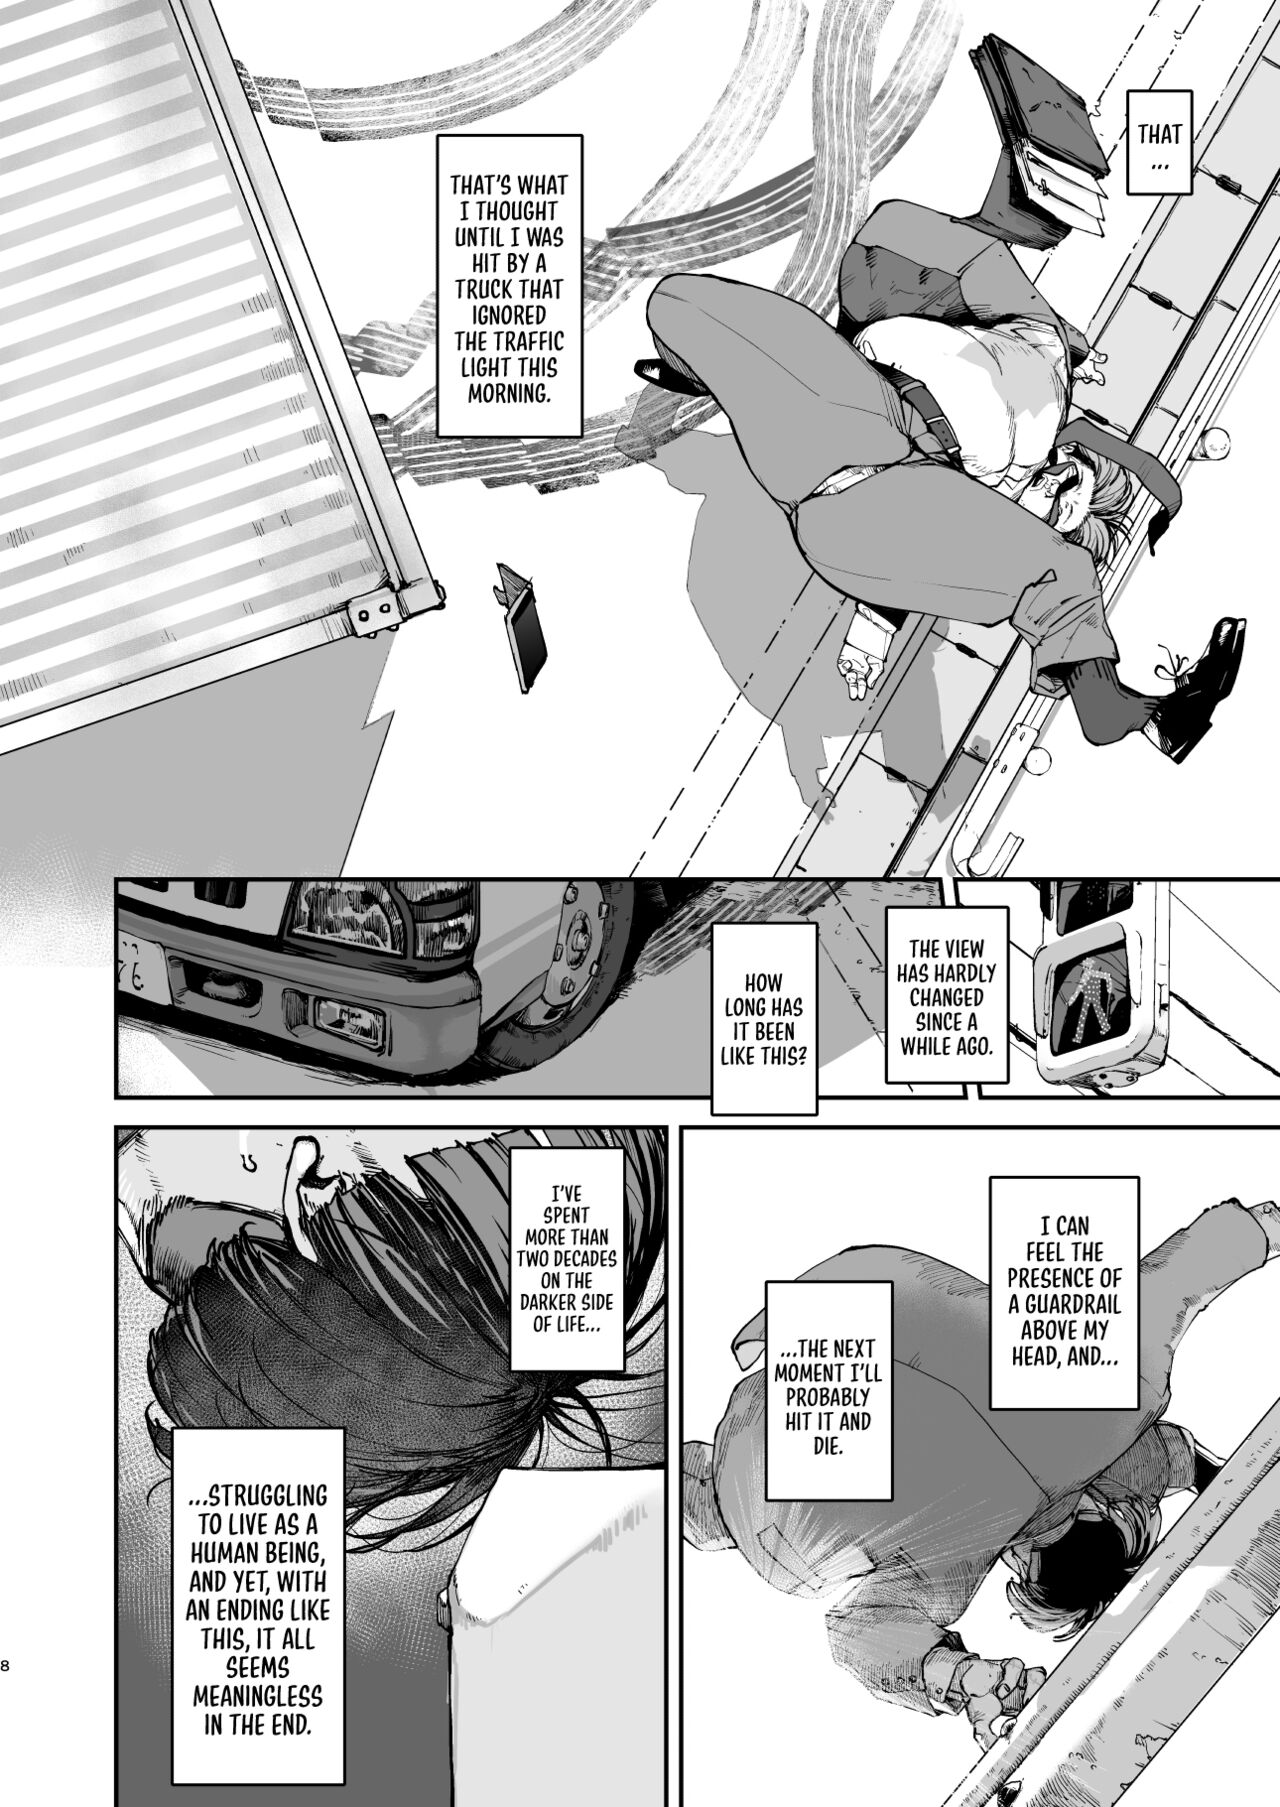 THAT
...
THAT'S WHAT
I THOUGHT
UNTIL I WAS
HIT BY A
TRUCK THAT
IGNORED
THE TRAFFIC
LIGHT THIS
MORNING.
THE VIEW
HAS HARDLY
CHANGED
SINCE A
WHILE AGO.
HOW
LONG HAS
IT BEEN
LIKE THIS?
I CAN
FEEL THE
PRESENCE OF
A GUARDRAIL
ABOVE MY
HEAD, AND...
...THE NEXT
MOMENT I'LL
PROBABLY
HIT IT AND
DIE.
I'VE
SPENT
MORE THAN
TWO DECADES
ON THE
DARKER SIDE
OF LIFE...
...STRUGGLING
TO LIVE AS A
HUMAN BEING,
AND YET, WITH
AN ENDING LIKE
THIS, IT ALL
SEEMS
MEANINGLESS
IN THE END.
8